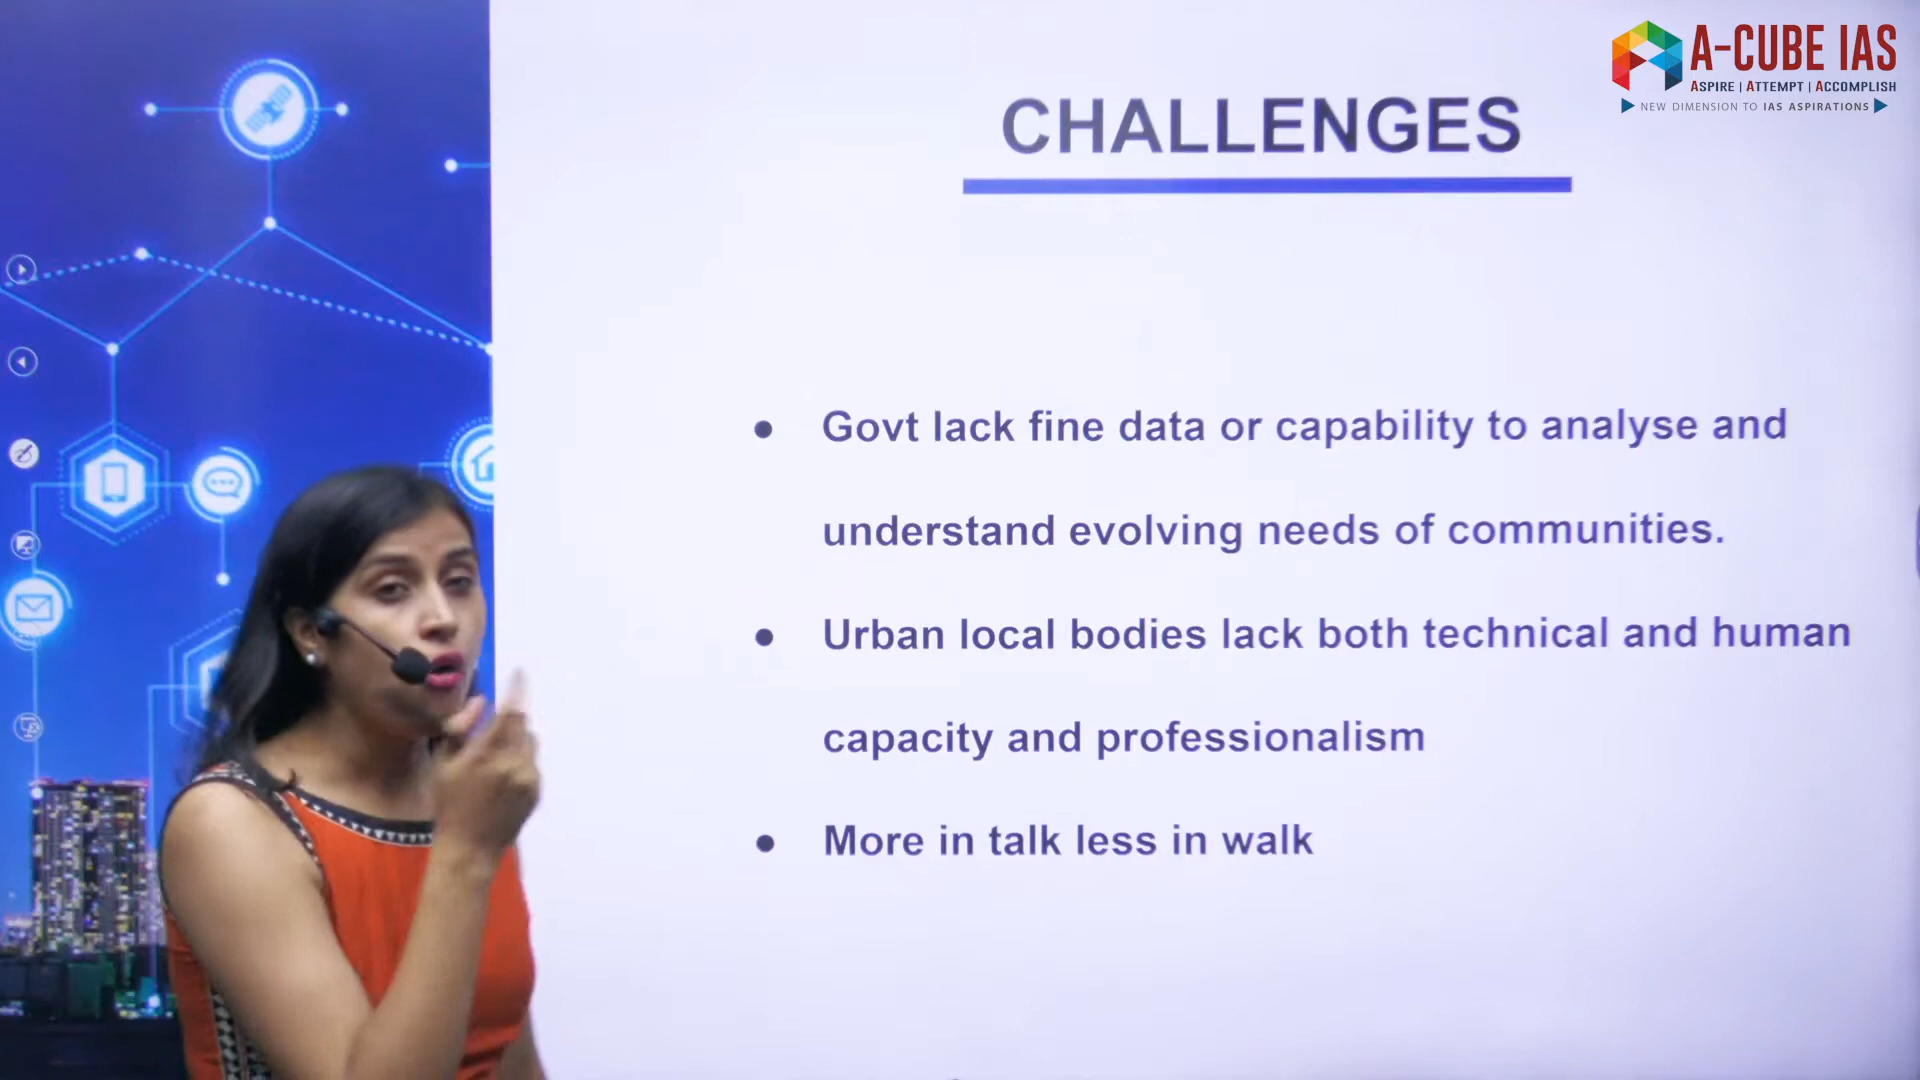 A-CUBE IAS
ASPIRE | ATTEMPT | ACCOMPLISH
NEW DIMENSION TO IAS ASPIRATIONS
CHALLENGES
● Govt lack fine data or capability to analyse and
understand evolving needs of communities.
● Urban local bodies lack both technical and human
capacity and professionalism
● More in talk less in walk